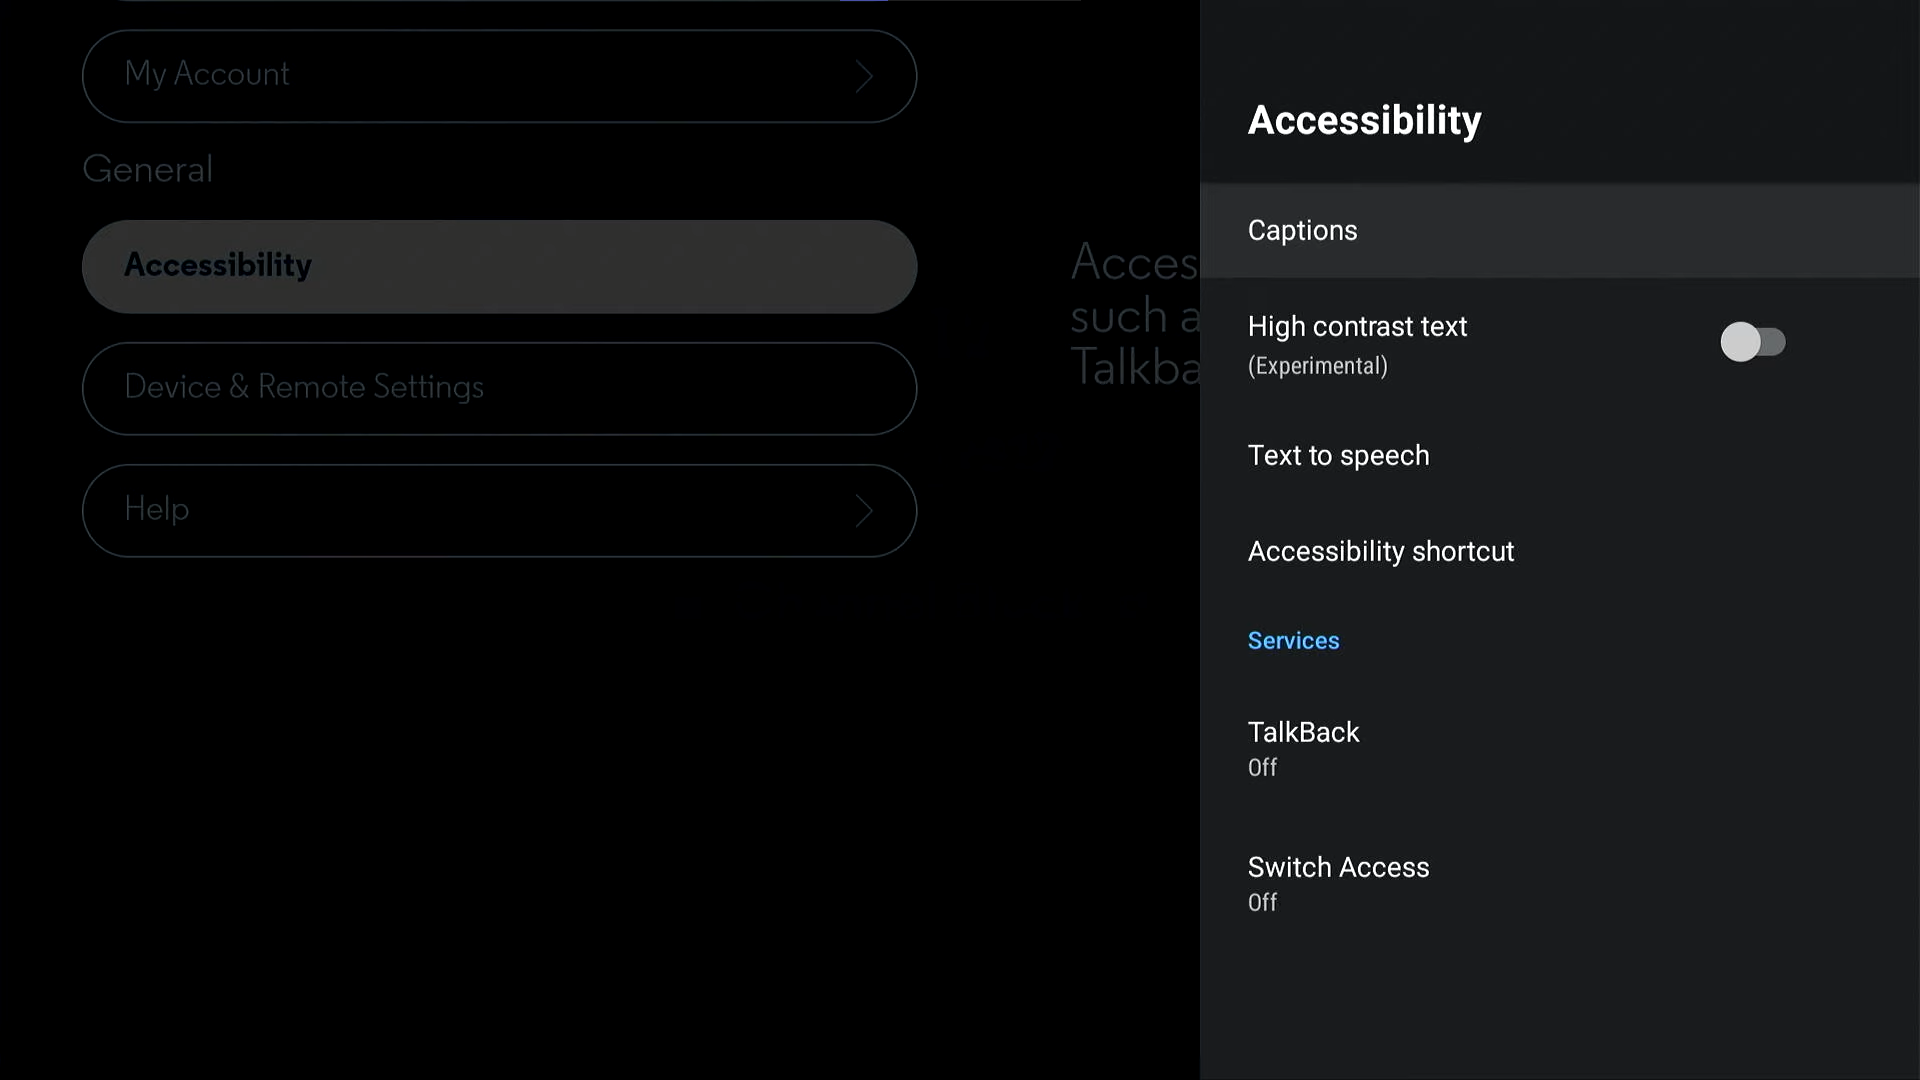 My Account
General
Accessibility
Device & Remote Settings
Help
Acces
such a
Talkba
Accessibility
Captions
High contrast text
(Experimental)
Text to speech
Accessibility shortcut
Services
TalkBack
Off
Switch Access
Off